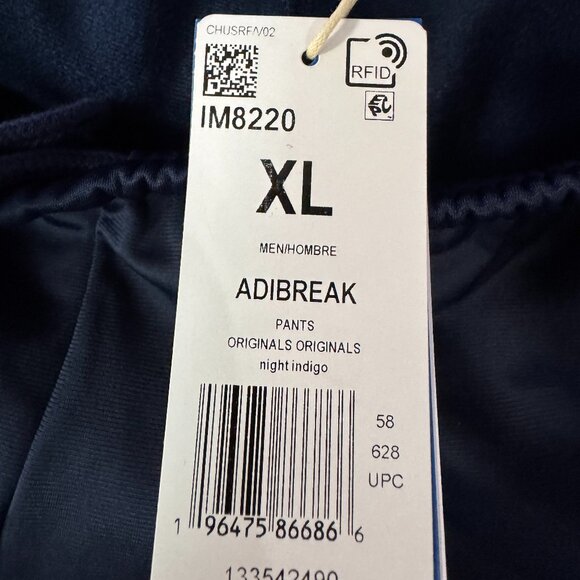 CHUSRF/V02
RFID
IM8220
XL
MEN/HOMBRE
ADIBREAK
PANTS
ORIGINALS ORIGINALS
night indigo
58
628
UPC
1 96475 86686 6
133542490